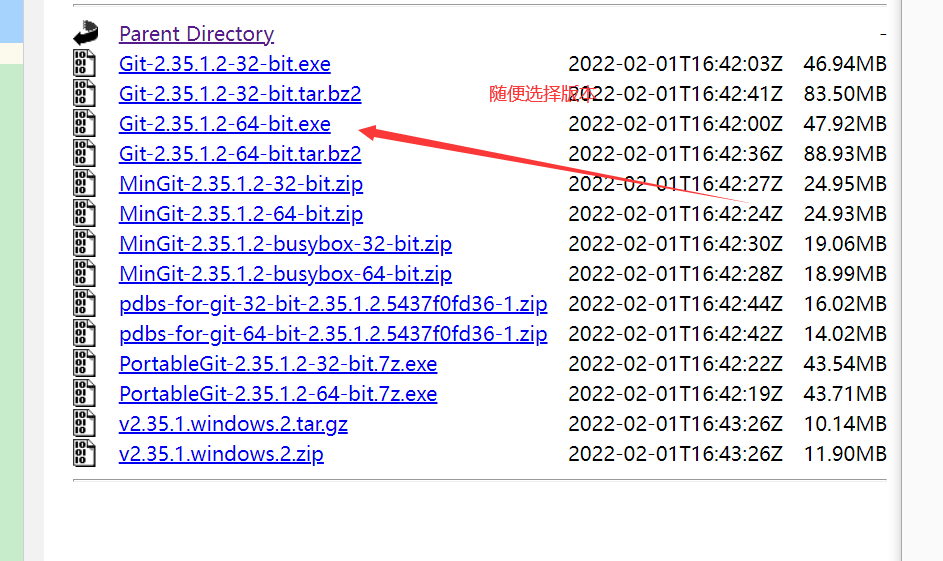 Parent Directory -
Git-2.35.1.2-32-bit.exe 2022-02-01T16:42:03Z 46.94MB
Git-2.35.1.2-32-bit.tar.bz2 2022-02-01T16:42:41Z 83.50MB
随便选择版本
Git-2.35.1.2-64-bit.exe 2022-02-01T16:42:00Z 47.92MB
Git-2.35.1.2-64-bit.tar.bz2 2022-02-01T16:42:36Z 88.93MB
MinGit-2.35.1.2-32-bit.zip 2022-02-01T16:42:27Z 24.95MB
MinGit-2.35.1.2-64-bit.zip 2022-02-01T16:42:24Z 24.93MB
MinGit-2.35.1.2-busybox-32-bit.zip 2022-02-01T16:42:30Z 19.06MB
MinGit-2.35.1.2-busybox-64-bit.zip 2022-02-01T16:42:28Z 18.99MB
pdbs-for-git-32-bit-2.35.1.2.5437f0fd36-1.zip 2022-02-01T16:42:44Z 16.02MB
pdbs-for-git-64-bit-2.35.1.2.5437f0fd36-1.zip 2022-02-01T16:42:42Z 14.02MB
PortableGit-2.35.1.2-32-bit.7z.exe 2022-02-01T16:42:22Z 43.54MB
PortableGit-2.35.1.2-64-bit.7z.exe 2022-02-01T16:42:19Z 43.71MB
v2.35.1.windows.2.tar.gz 2022-02-01T16:43:26Z 10.14MB
v2.35.1.windows.2.zip 2022-02-01T16:43:26Z 11.90MB